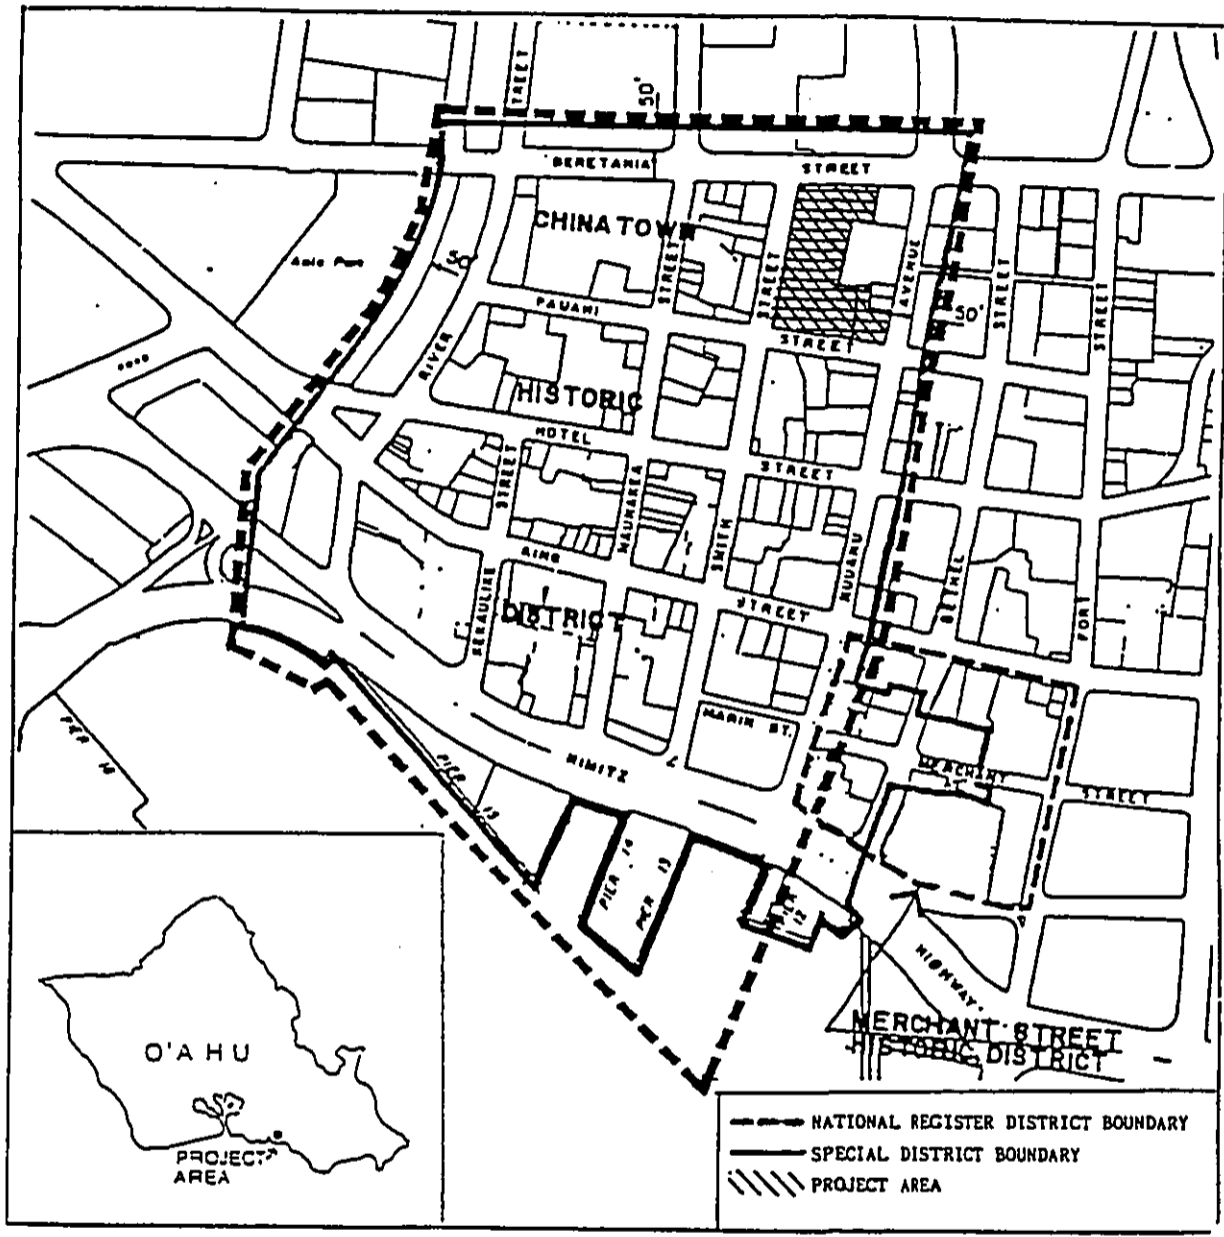 TREET
50'
BERETANIA
STREET
CHINATOWN
STREET
STREET
AVENUE
STREET
STREET
50'
50'
PAUAHI
STREET
RIVER
HISTORIC
HOTEL
STREET
STREET
MAUNAKEA
SMITH
NUUANU
BETHEL
FORT
KING
STREET
KEKAULIKE
DISTRICT
MARIN ST.
NIMITZ
MERCHANT
STREET
PIER
PIER 14
PIER 13
PIER 12
HIGHWAY
MERCHANT STREET
HISTORIC DISTRICT
O'AHU
PROJECT
AREA
NATIONAL REGISTER DISTRICT BOUNDARY
SPECIAL DISTRICT BOUNDARY
PROJECT AREA